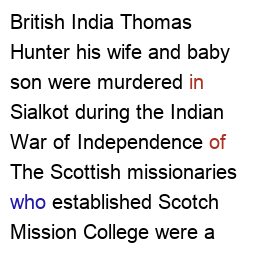 British India Thomas
Hunter his wife and baby
son were murdered in
Sialkot during the Indian
War of Independence of
The Scottish missionaries
who established Scotch
Mission College were a